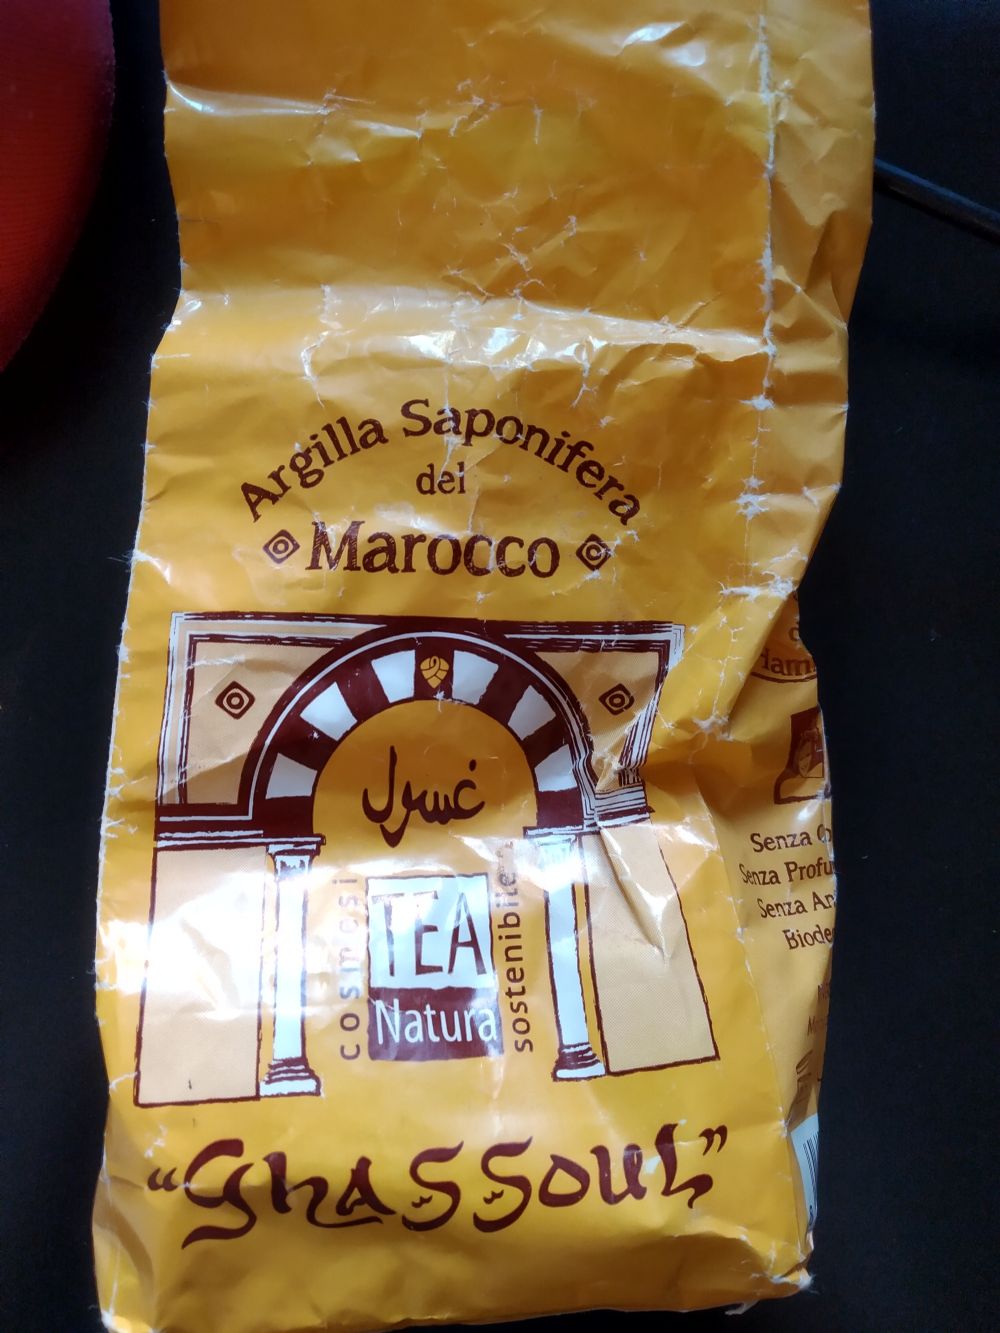 Argilla Saponifera
del
Marocco
غسول
cosmesi
TEA
Natura
sostenibile
"Ghassoul"
Senza
Senza
Senza